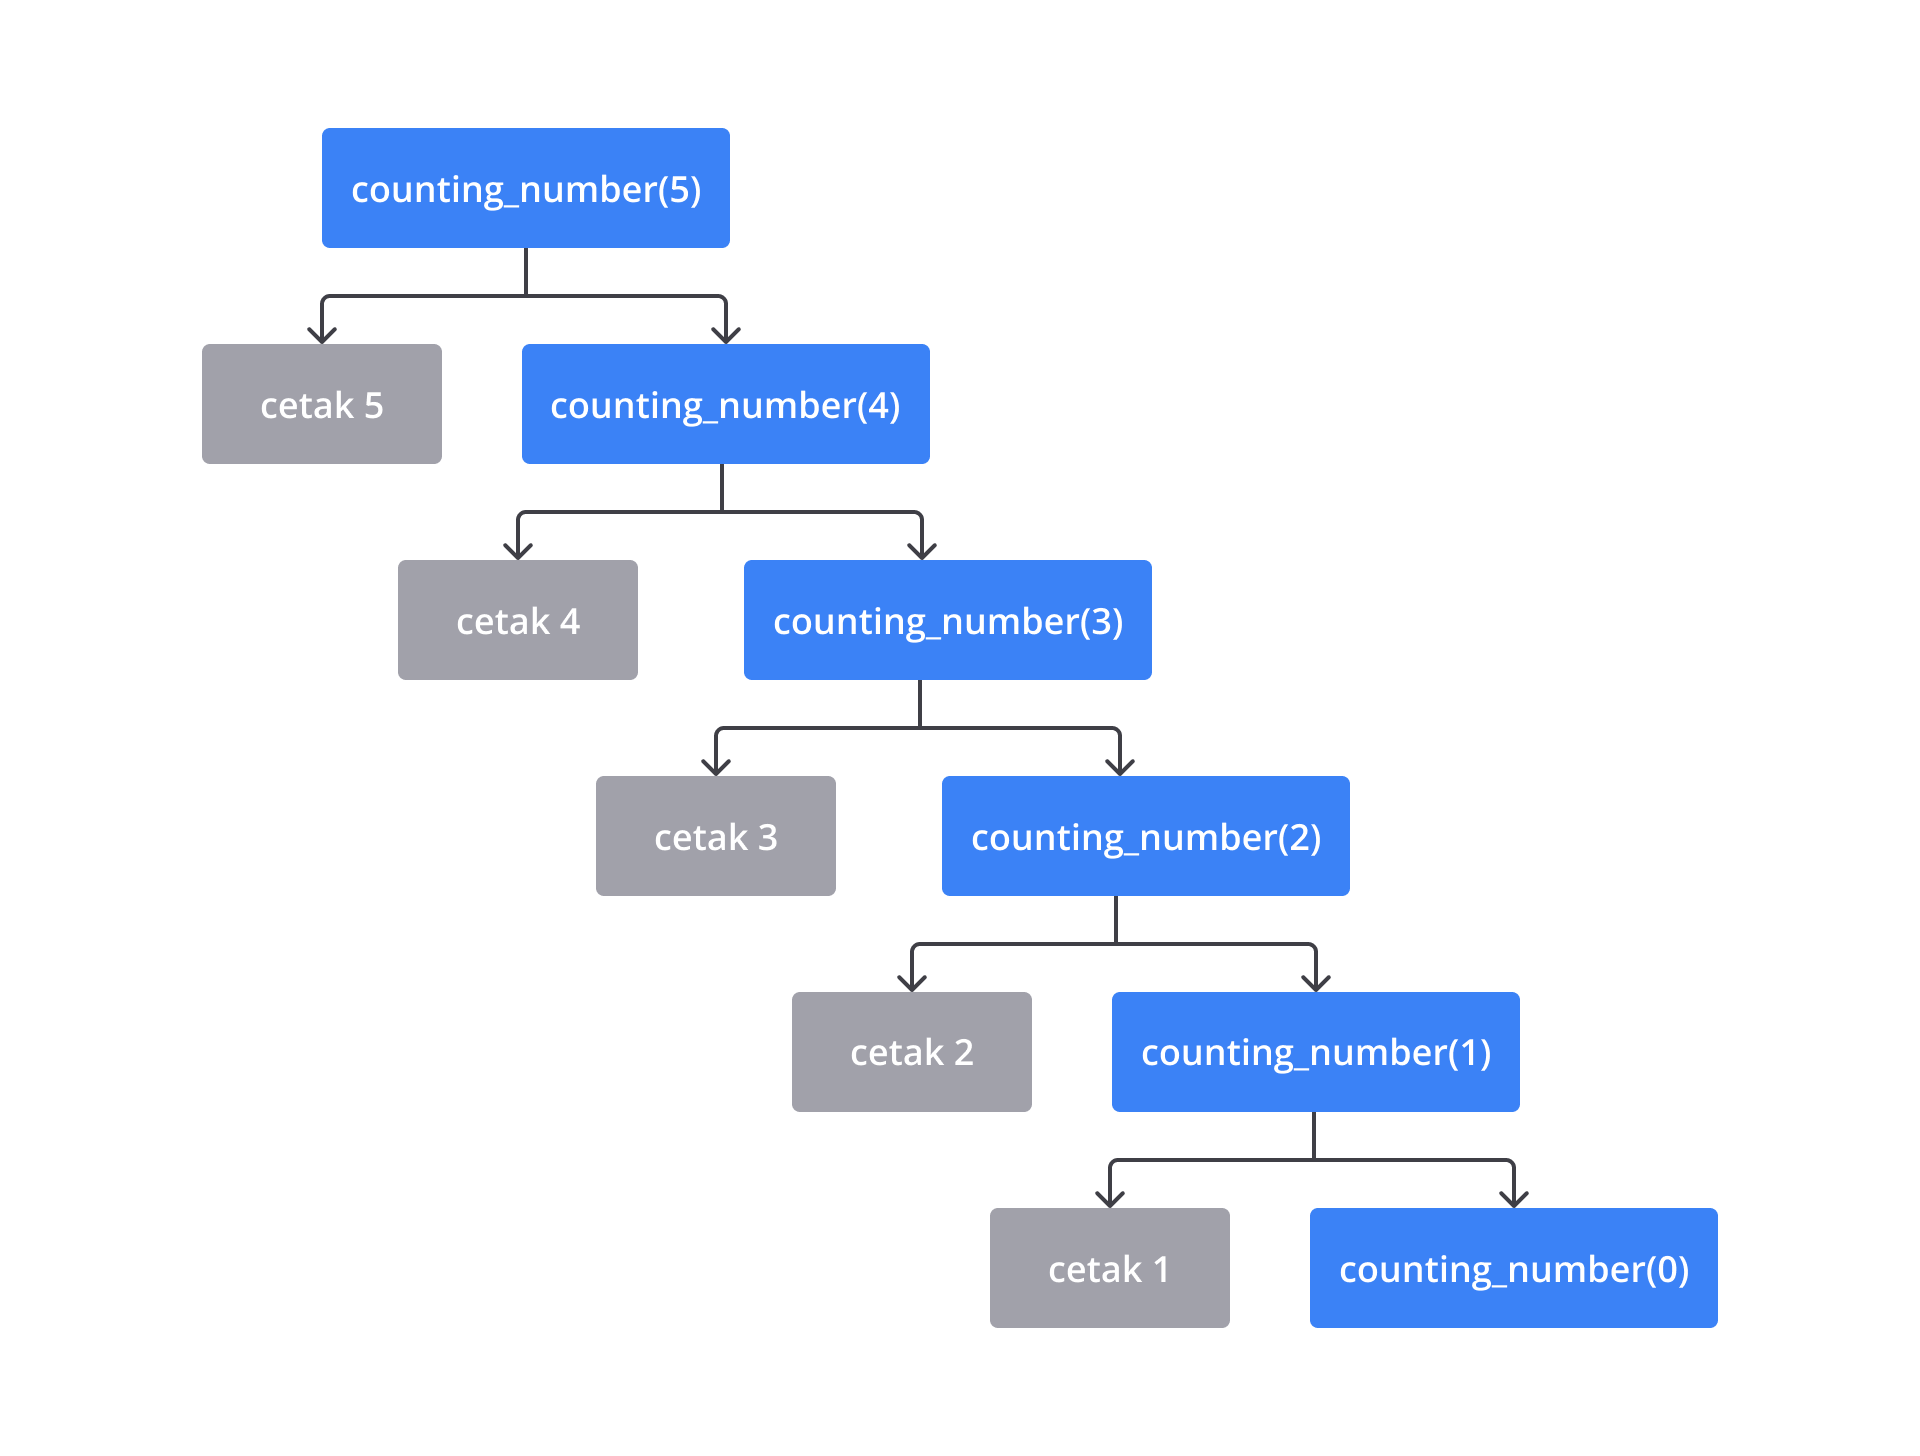 counting_number(5)
cetak 5
counting_number(4)
cetak 4
counting_number(3)
cetak 3
counting_number(2)
cetak 2
counting_number(1)
cetak 1
counting_number(0)